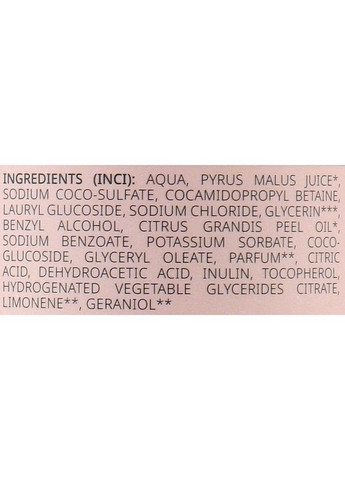 INGREDIENTS (INCI): AQUA, PYRUS MALUS JUICE*,
SODIUM COCO-SULFATE, COCAMIDOPROPYL BETAINE,
LAURYL GLUCOSIDE, SODIUM CHLORIDE, GLYCERIN***,
BENZYL ALCOHOL, CITRUS GRANDIS PEEL OIL*,
SODIUM BENZOATE, POTASSIUM SORBATE, COCO-
GLUCOSIDE, GLYCERYL OLEATE, PARFUM**, CITRIC
ACID, DEHYDROACETIC ACID, INULIN, TOCOPHEROL,
HYDROGENATED VEGETABLE GLYCERIDES CITRATE,
LIMONENE**, GERANIOL**